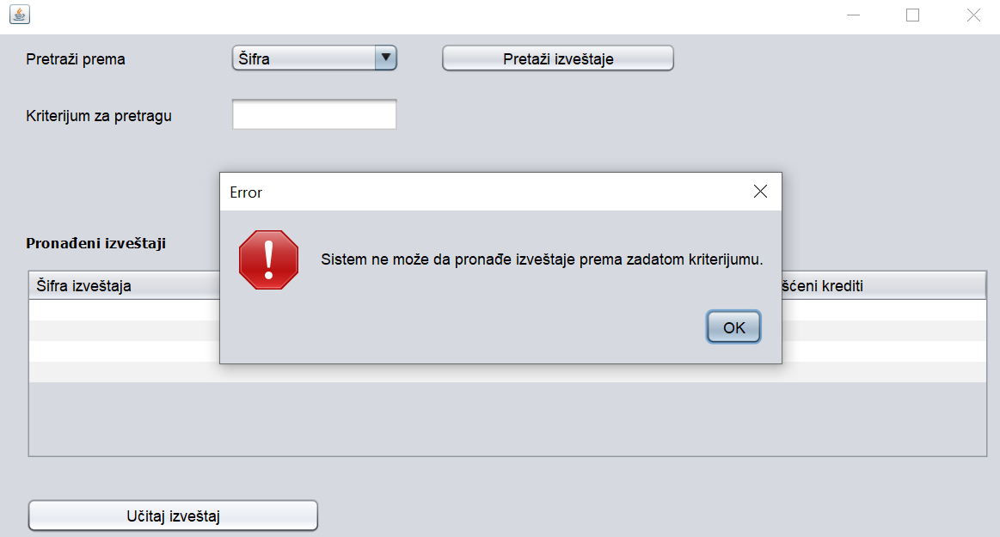 Pretraži prema
Šifra
Pretaži izveštaje
Kriterijum za pretragu
Error
Sistem ne može da pronađe izveštaje prema zadatom kriterijumu.
OK
Pronađeni izveštaji
Šifra izveštaja
šćeni krediti
Učitaj izveštaj